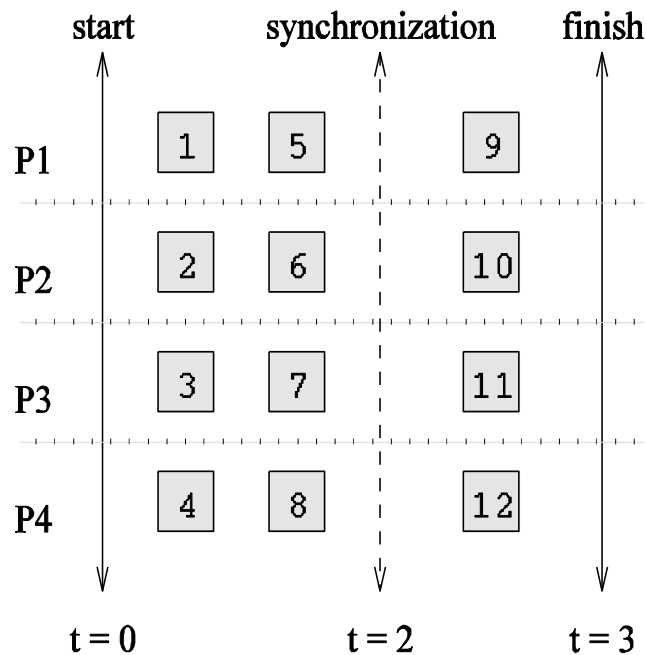 start synchronization finish
P1 1 5 9
P2 2 6 10
P3 3 7 11
P4 4 8 12
t = 0 t = 2 t = 3